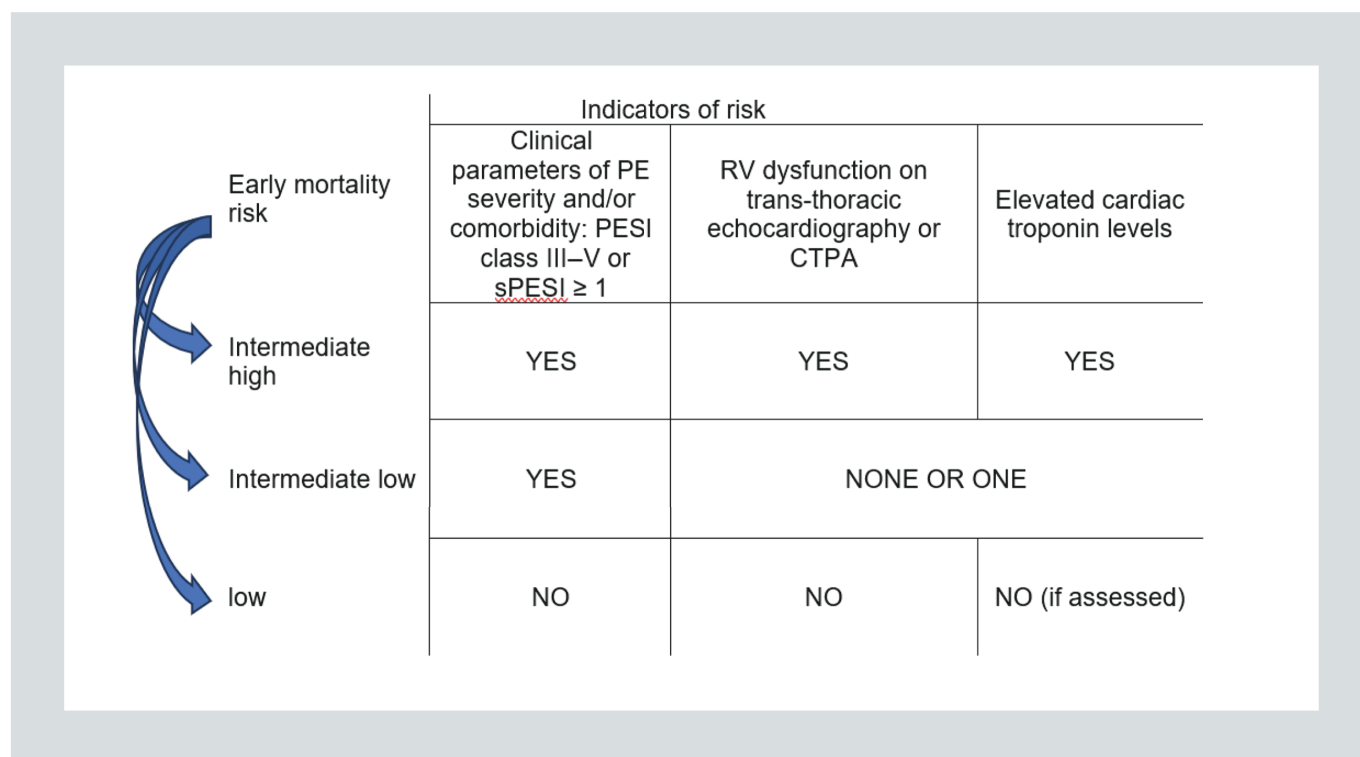 Indicators of risk
Early mortality
risk
Clinical
parameters of PE
severity and/or
comorbidity: PESI
class III–V or
sPESI ≥ 1
RV dysfunction on
trans-thoracic
echocardiography or
CTPA
Elevated cardiac
troponin levels
Intermediate
high
YES
YES
YES
Intermediate low
YES
NONE OR ONE
low
NO
NO
NO (if assessed)